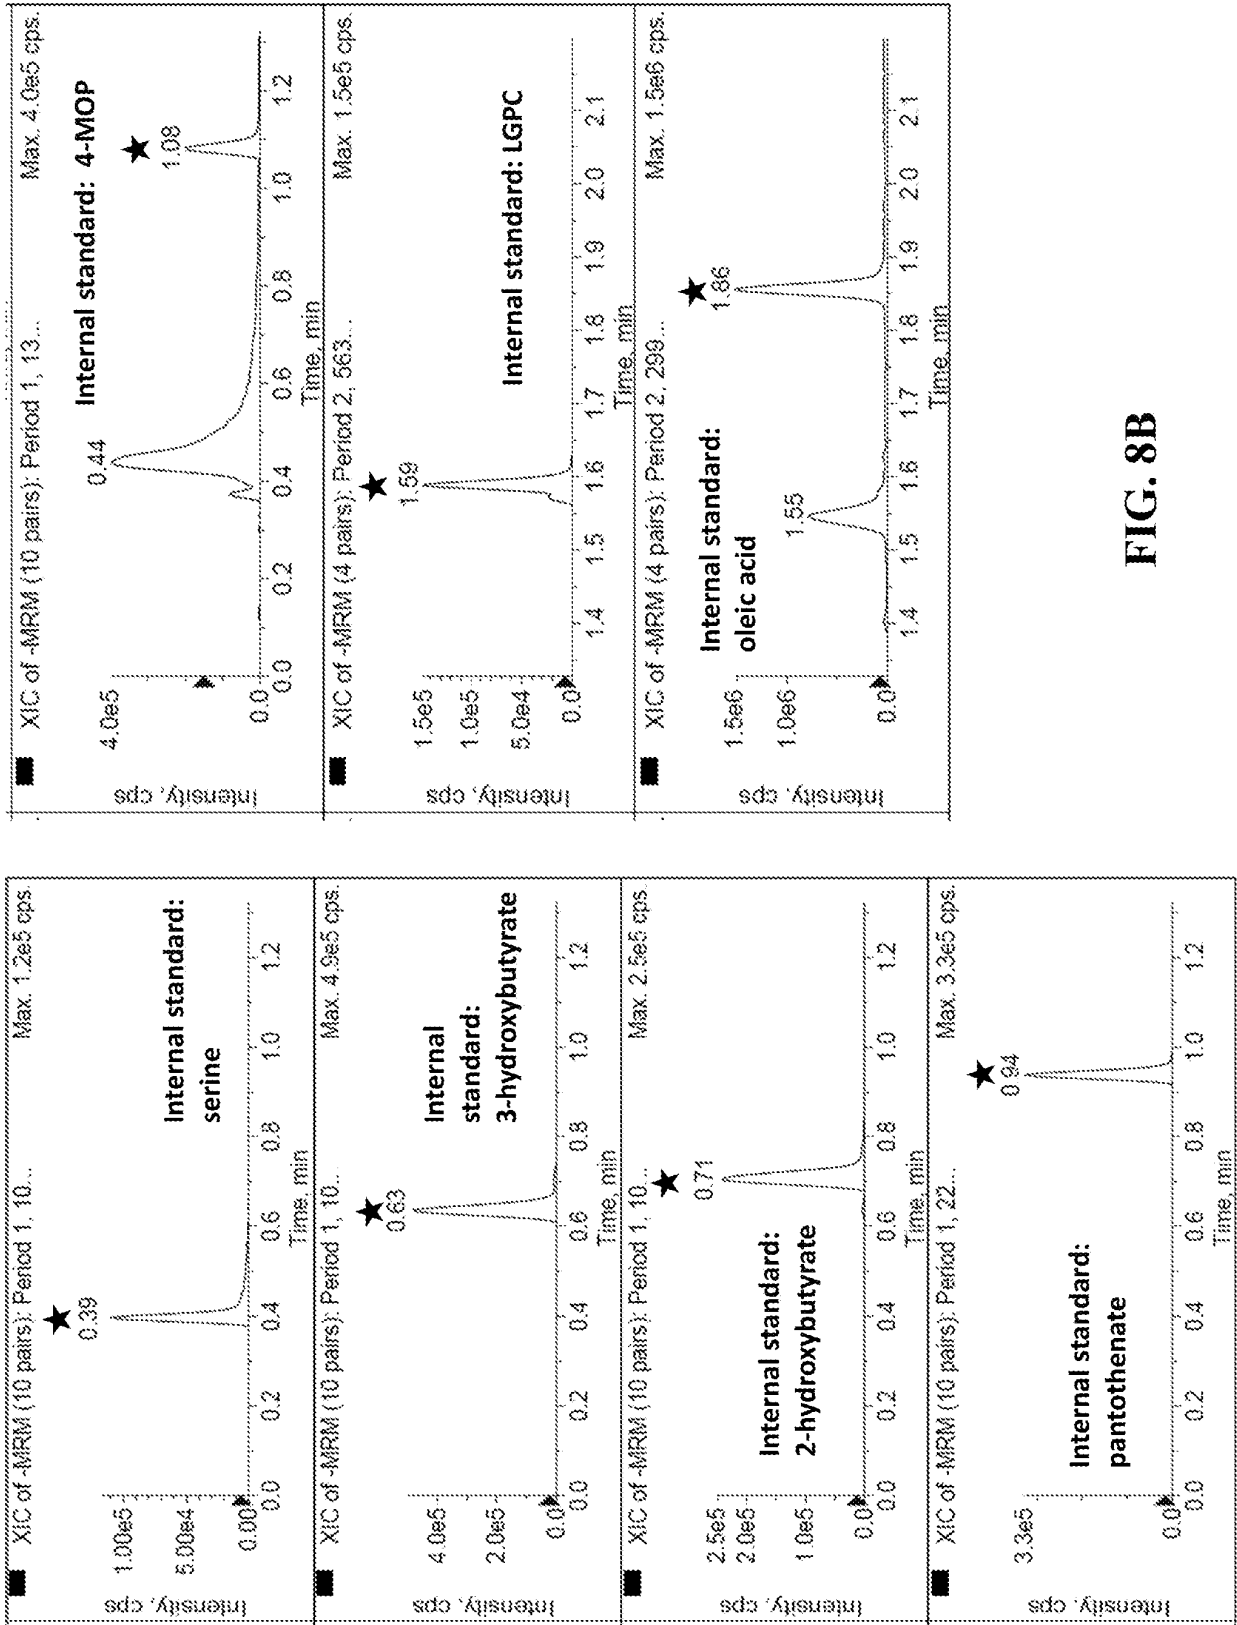 XIC of -MRM (10 pairs): Period 1, 10... Max. 1.2e5 cps.
Intensity, cps
1.00e5
5.00e4
0.00
0.39
Internal standard:
serine
0.0 0.2 0.4 0.6 0.8 1.0 1.2
Time, min
XIC of -MRM (10 pairs): Period 1, 10... Max. 4.9e5 cps.
Intensity, cps
4.0e5
2.0e5
0.0
0.63
Internal
standard:
3-hydroxybutyrate
0.0 0.2 0.4 0.6 0.8 1.0 1.2
Time, min
XIC of -MRM (10 pairs): Period 1, 10... Max. 2.5e5 cps.
Intensity, cps
2.5e5
2.0e5
1.0e5
0.0
0.71
Internal standard:
2-hydroxybutyrate
0.0 0.2 0.4 0.6 0.8 1.0 1.2
Time, min
XIC of -MRM (10 pairs): Period 1, 22... Max. 3.3e5 cps.
Intensity, cps
3.3e5
0.0
0.94
Internal standard:
pantothenate
0.0 0.2 0.4 0.6 0.8 1.0 1.2
Time, min
XIC of -MRM (10 pairs): Period 1, 13... Max. 4.0e5 cps.
Intensity, cps
4.0e5
0.0
0.44
Internal standard: 4-MOP
1.08
0.0 0.2 0.4 0.6 0.8 1.0 1.2
Time, min
XIC of -MRM (4 pairs): Period 2, 563... Max. 1.5e5 cps.
Intensity, cps
1.5e5
1.0e5
5.0e4
0.0
1.59
Internal standard: LGPC
1.4 1.5 1.6 1.7 1.8 1.9 2.0 2.1
Time, min
XIC of -MRM (4 pairs): Period 2, 299... Max. 1.5e6 cps.
Intensity, cps
1.5e6
1.0e6
0.0
Internal standard:
oleic acid
1.55
1.86
1.4 1.5 1.6 1.7 1.8 1.9 2.0 2.1
Time, min
FIG. 8B